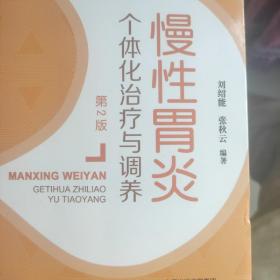 慢性胃炎
个体化治疗与调养
第2版
刘绍能 张秋云 编著
MANXING WEIYAN
GETIHUA ZHILIAO
YU TIAOYANG